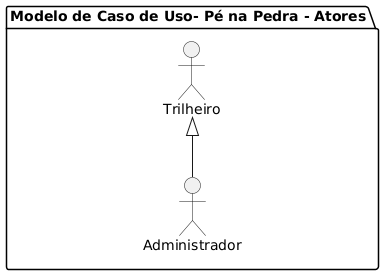 Modelo de Caso de Uso- Pé na Pedra - Atores
Trilheiro
Administrador